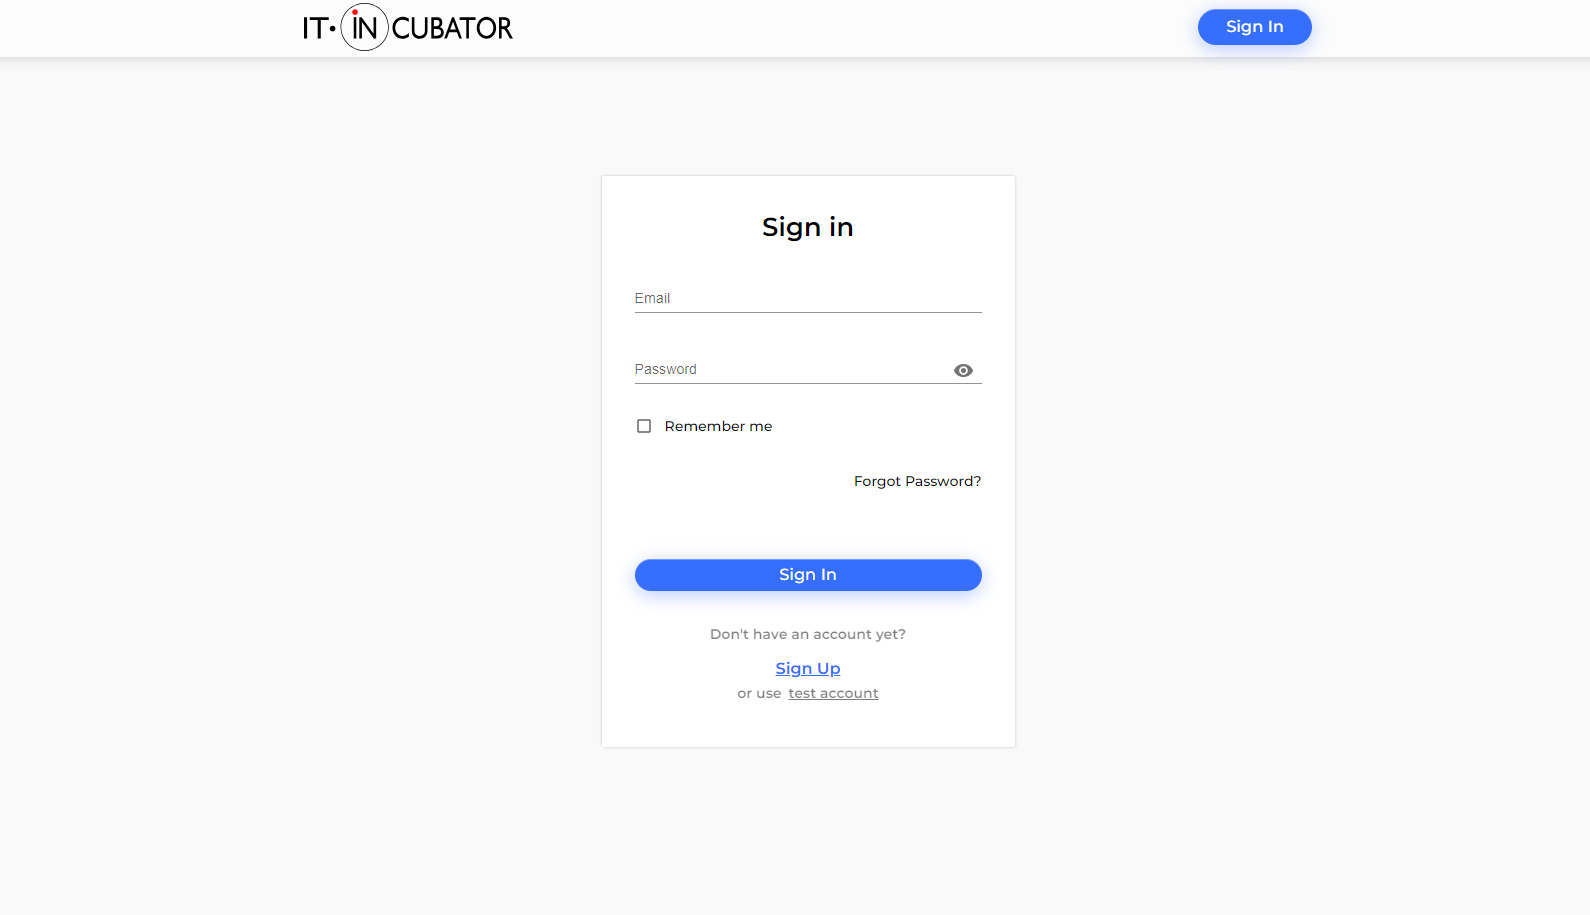 IT·INCUBATOR
Sign In
Sign in
Email
Password
Remember me
Forgot Password?
Sign In
Don't have an account yet?
Sign Up
or use test account